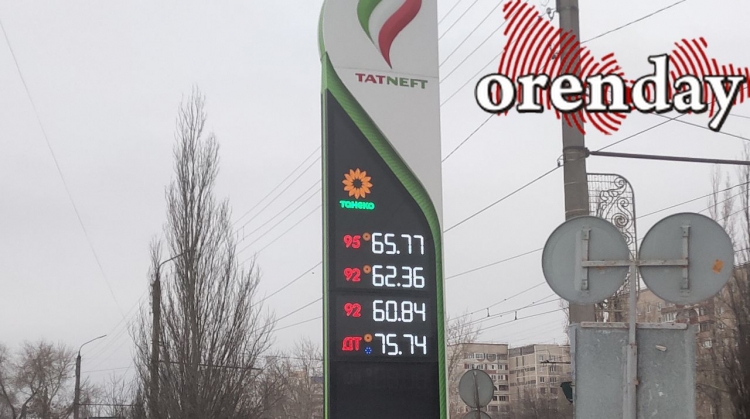 orenday
TATNEFT
ТАНЕКО
95 65.77
92 62.36
92 60.84
ДТ 75.74